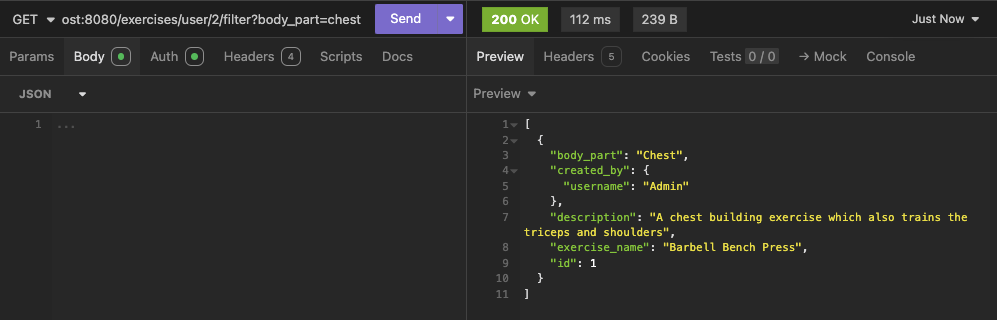 GET ost:8080/exercises/user/2/filter?body_part=chest Send 200 OK 112 ms 239 B Just Now
Params Body Auth Headers 4 Scripts Docs Preview Headers 5 Cookies Tests 0 / 0 → Mock Console
JSON Preview
1 ...
1 [
2 {
3 "body_part": "Chest",
4 "created_by": {
5 "username": "Admin"
6 },
7 "description": "A chest building exercise which also trains the
triceps and shoulders",
8 "exercise_name": "Barbell Bench Press",
9 "id": 1
10 }
11 ]